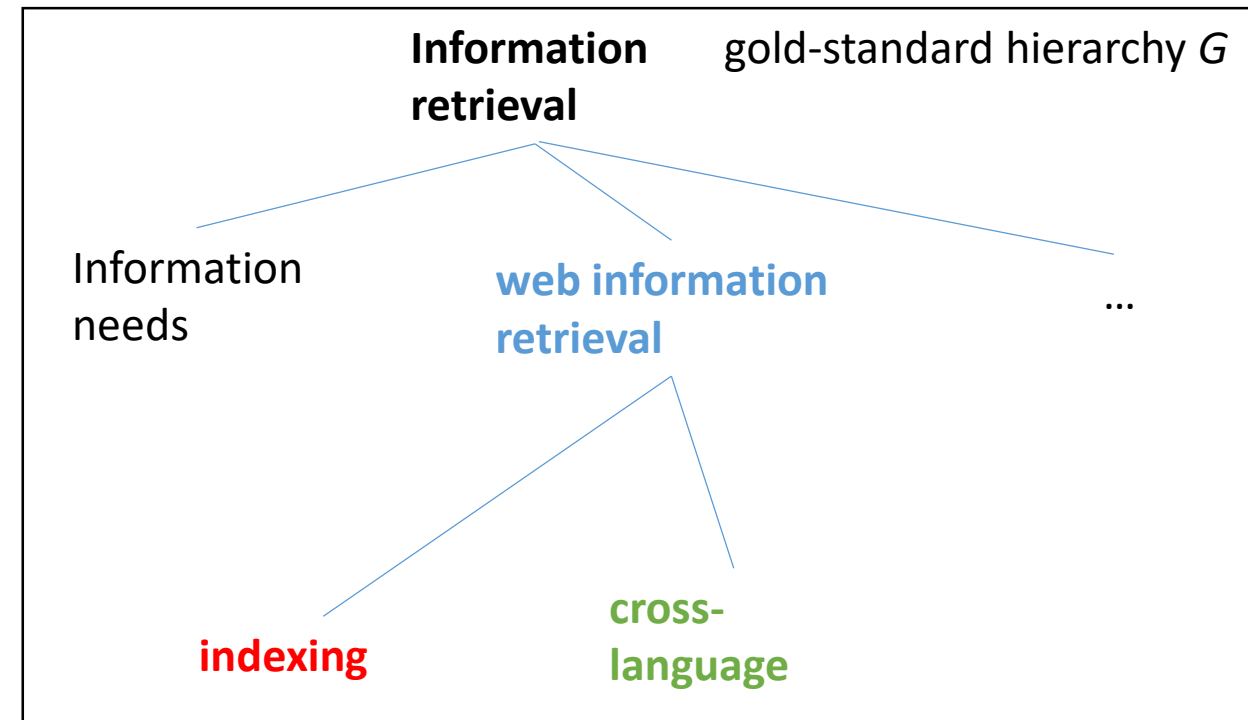 Information
retrieval
gold-standard hierarchy G
Information
needs
web information
retrieval
...
indexing
cross-
language